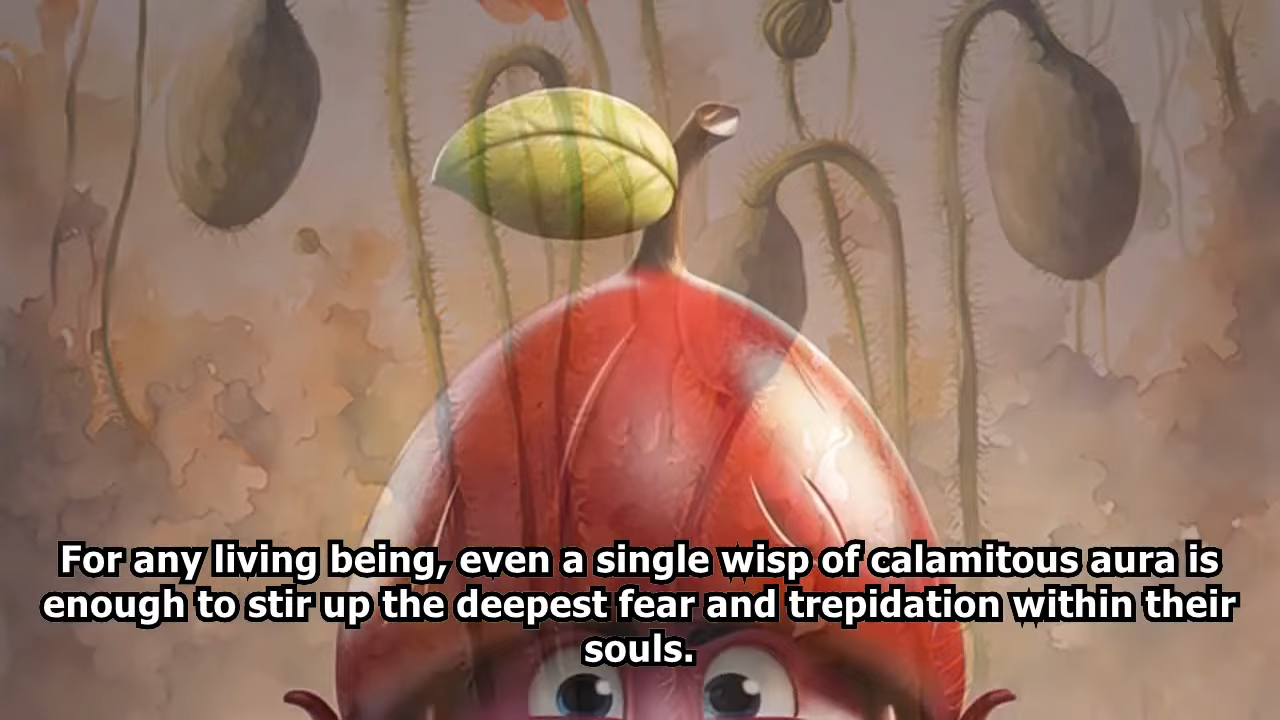 For any living being, even a single wisp of calamitous aura is
enough to stir up the deepest fear and trepidation within their
souls.